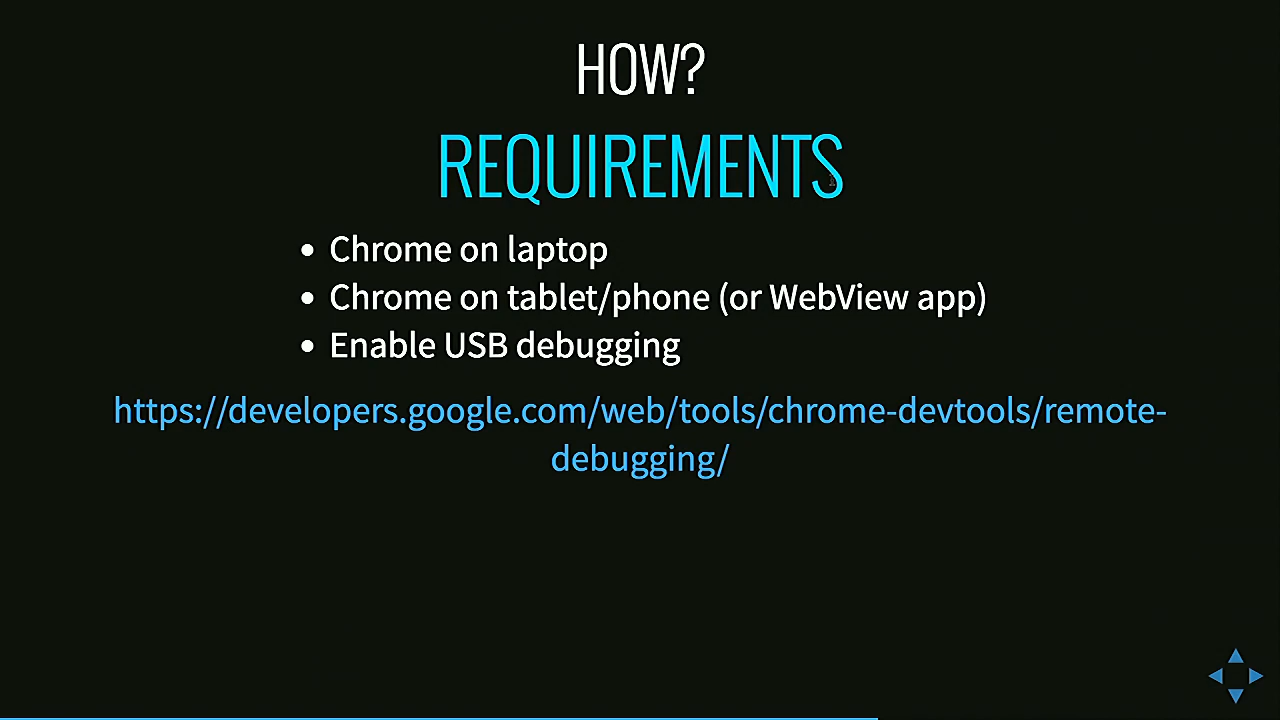 HOW?
REQUIREMENTS
• Chrome on laptop
• Chrome on tablet/phone (or WebView app)
• Enable USB debugging
https://developers.google.com/web/tools/chrome-devtools/remote-
debugging/